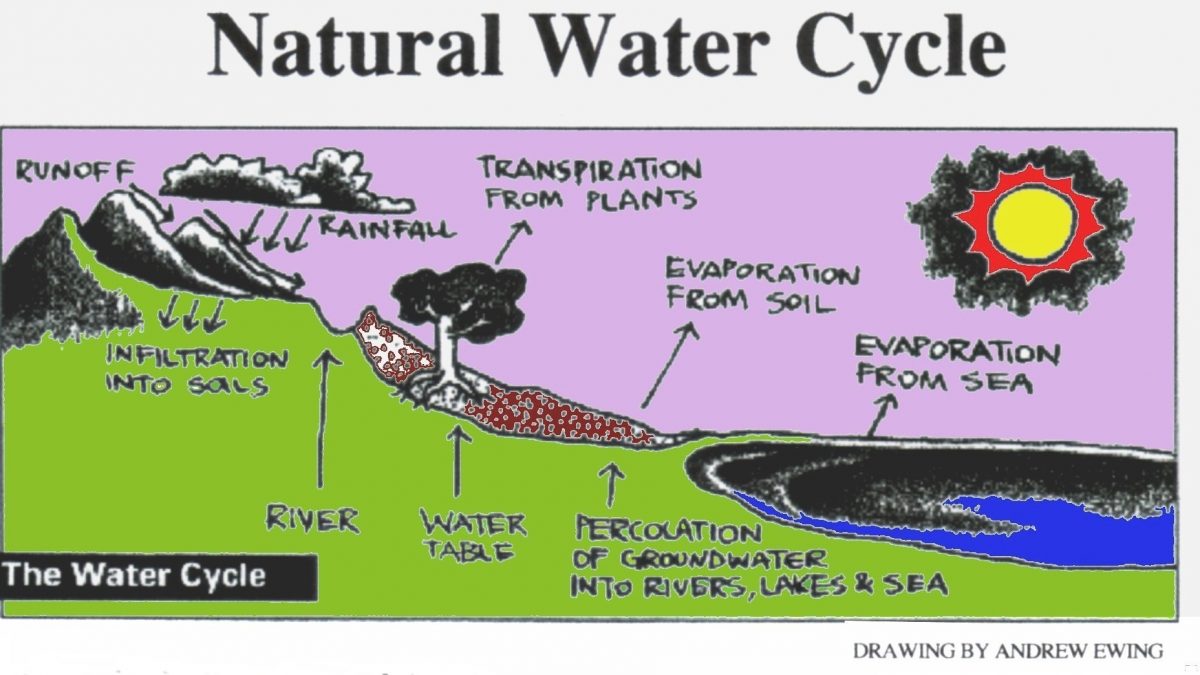 Natural Water Cycle
RUNOFF
RAINFALL
TRANSPIRATION
FROM PLANTS
EVAPORATION
FROM SOIL
EVAPORATION
FROM SEA
INFILTRATION
INTO SOILS
RIVER
WATER
TABLE
PERCOLATION
OF GROUNDWATER
INTO RIVERS, LAKES & SEA
The Water Cycle
DRAWING BY ANDREW EWING